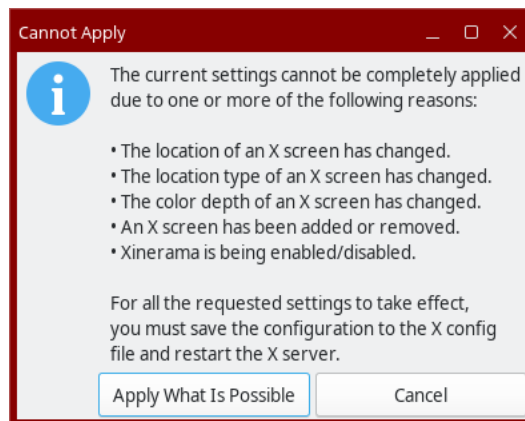 Cannot Apply
The current settings cannot be completely applied
due to one or more of the following reasons:
• The location of an X screen has changed.
• The location type of an X screen has changed.
• The color depth of an X screen has changed.
• An X screen has been added or removed.
• Xinerama is being enabled/disabled.
For all the requested settings to take effect,
you must save the configuration to the X config
file and restart the X server.
Apply What Is Possible
Cancel